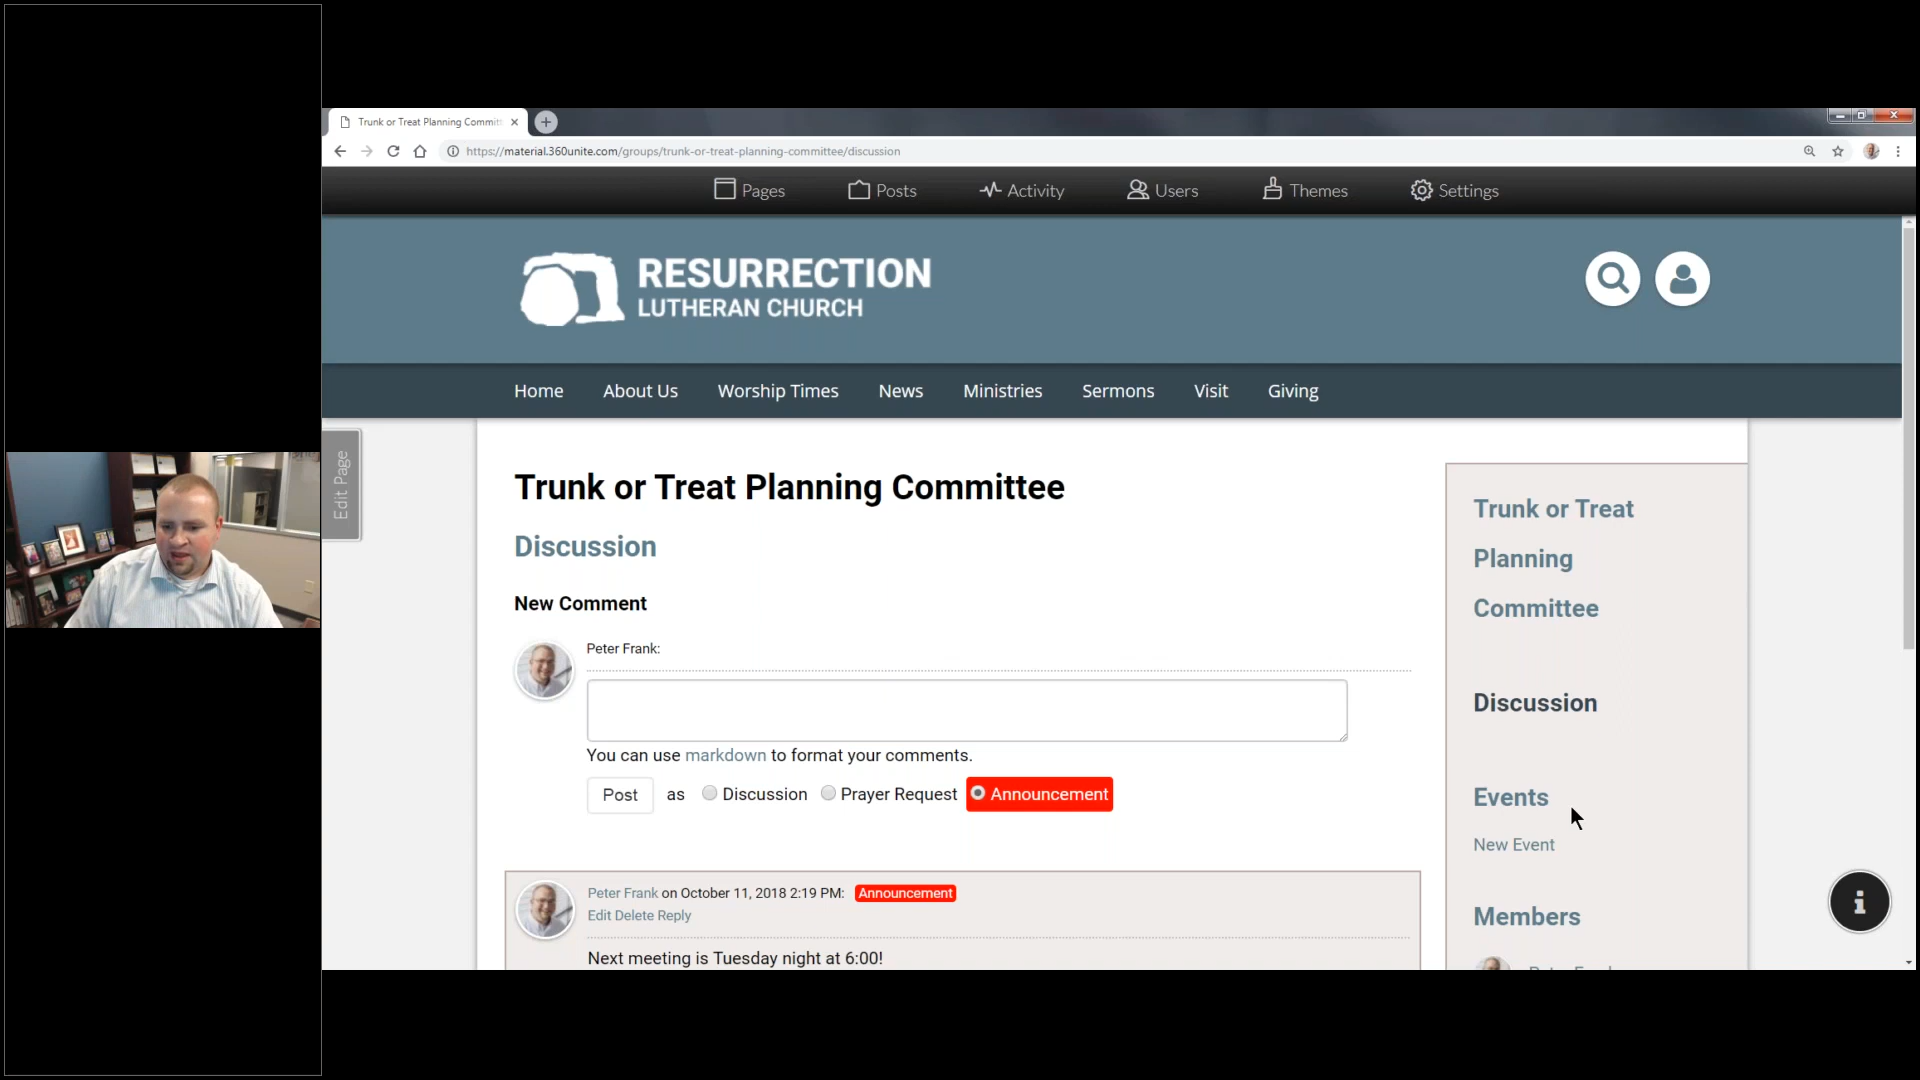 Trunk or Treat Planning Commit
https://material.360unite.com/groups/trunk-or-treat-planning-committee/discussion
Pages Posts Activity Users Themes Settings
RESURRECTION
LUTHERAN CHURCH
Home About Us Worship Times News Ministries Sermons Visit Giving
Edit Page
Trunk or Treat Planning Committee
Discussion
New Comment
Peter Frank:
You can use markdown to format your comments.
Post as Discussion Prayer Request Announcement
Peter Frank on October 11, 2018 2:19 PM: Announcement
Edit Delete Reply
Next meeting is Tuesday night at 6:00!
Trunk or Treat
Planning
Committee
Discussion
Events
New Event
Members